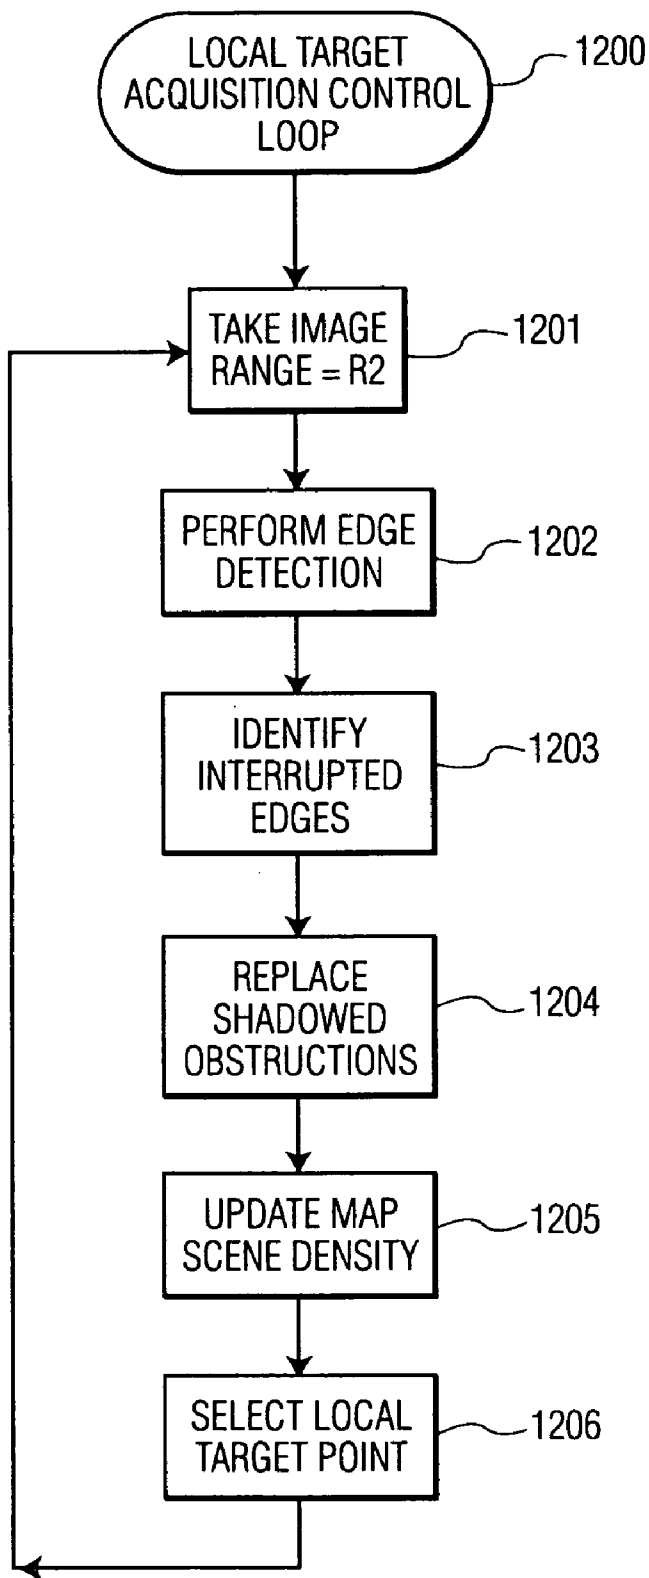 LOCAL TARGET
ACQUISITION CONTROL
LOOP
1200
TAKE IMAGE
RANGE = R2
1201
PERFORM EDGE
DETECTION
1202
IDENTIFY
INTERRUPTED
EDGES
1203
REPLACE
SHADOWED
OBSTRUCTIONS
1204
UPDATE MAP
SCENE DENSITY
1205
SELECT LOCAL
TARGET POINT
1206